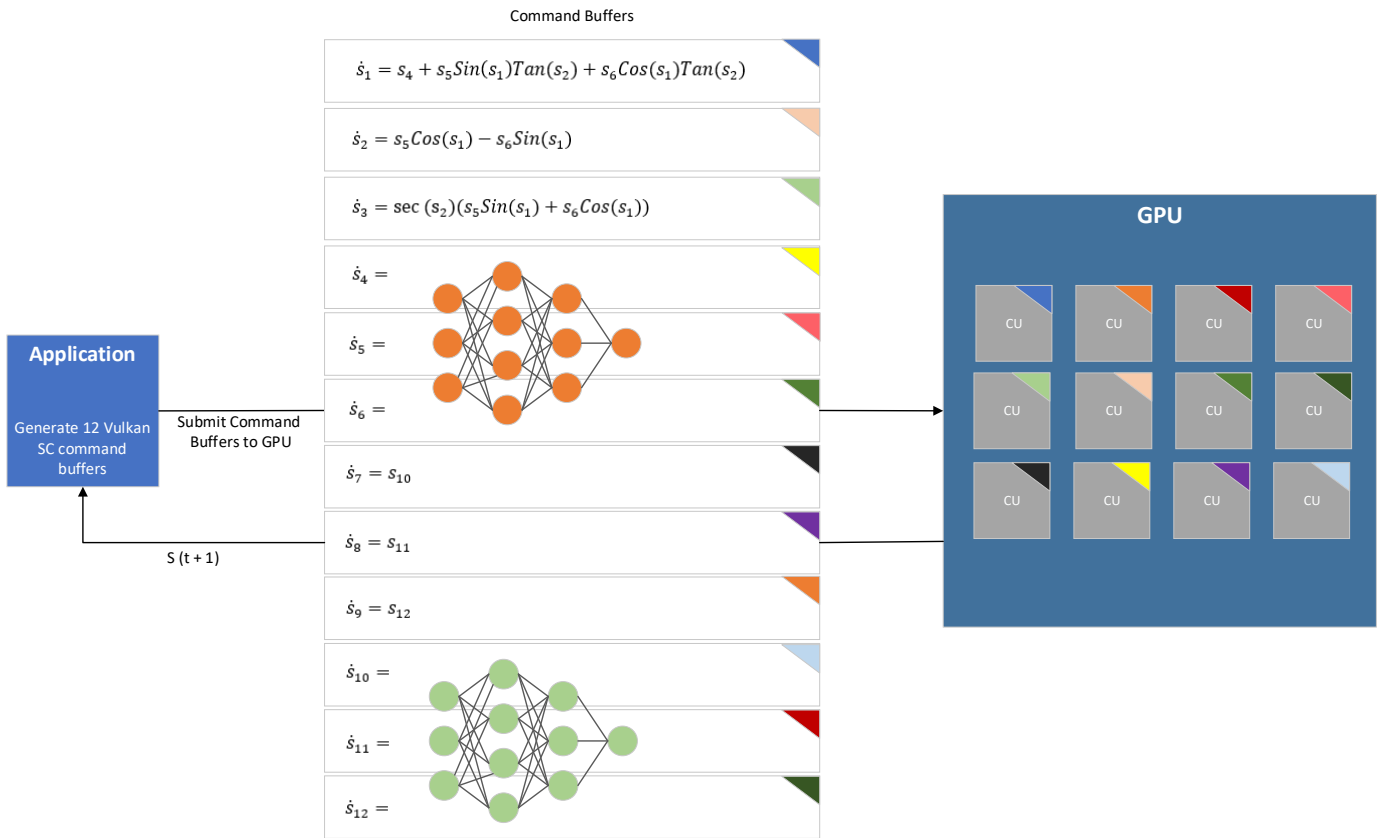 Command Buffers
ṡ₁ = s₄ + s₅Sin(s₁)Tan(s₂) + s₆Cos(s₁)Tan(s₂)
ṡ₂ = s₅Cos(s₁) − s₆Sin(s₁)
ṡ₃ = sec (s₂)(s₅Sin(s₁) + s₆Cos(s₁))
ṡ₄ =
ṡ₅ =
ṡ₆ =
ṡ₇ = s₁₀
ṡ₈ = s₁₁
ṡ₉ = s₁₂
ṡ₁₀ =
ṡ₁₁ =
ṡ₁₂ =
Application
Generate 12 Vulkan
SC command
buffers
Submit Command
Buffers to GPU
S (t + 1)
GPU
CU CU CU CU
CU CU CU CU
CU CU CU CU